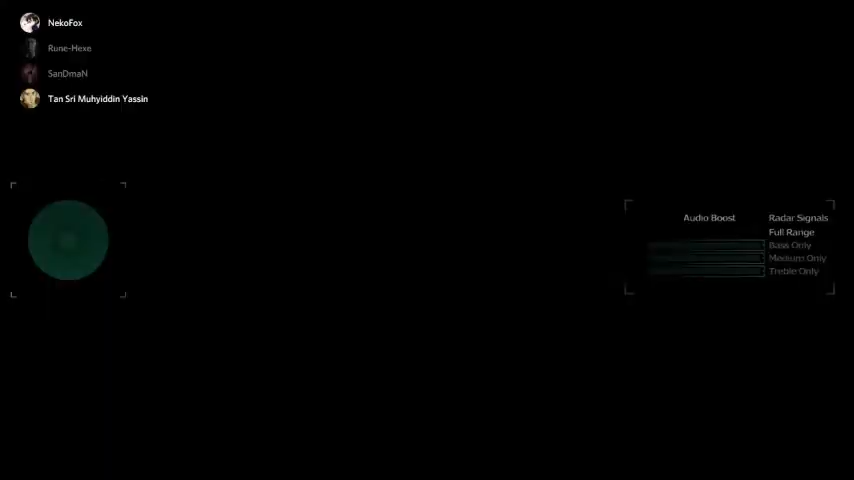 NekoFox
Rune-Hexe
SanDmaN
Tan Sri Muhyiddin Yassin
Audio Boost
Radar Signals
Full Range
Bass Only
Medium Only
Treble Only